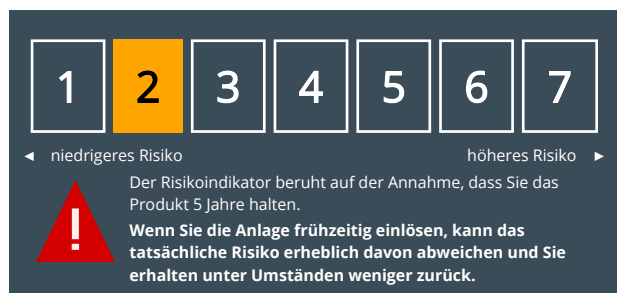 1 2 3 4 5 6 7
◄ niedrigeres Risiko höheres Risiko ►
Der Risikoindikator beruht auf der Annahme, dass Sie das
Produkt 5 Jahre halten.
!
Wenn Sie die Anlage frühzeitig einlösen, kann das
tatsächliche Risiko erheblich davon abweichen und Sie
erhalten unter Umständen weniger zurück.